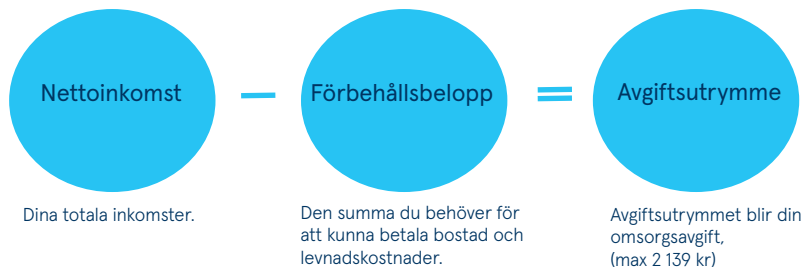 Nettoinkomst
Förbehållsbelopp
Avgiftsutrymme
Dina totala inkomster.
Den summa du behöver för
att kunna betala bostad och
levnadskostnader.
Avgiftsutrymmet blir din
omsorgsavgift,
(max 2 139 kr)